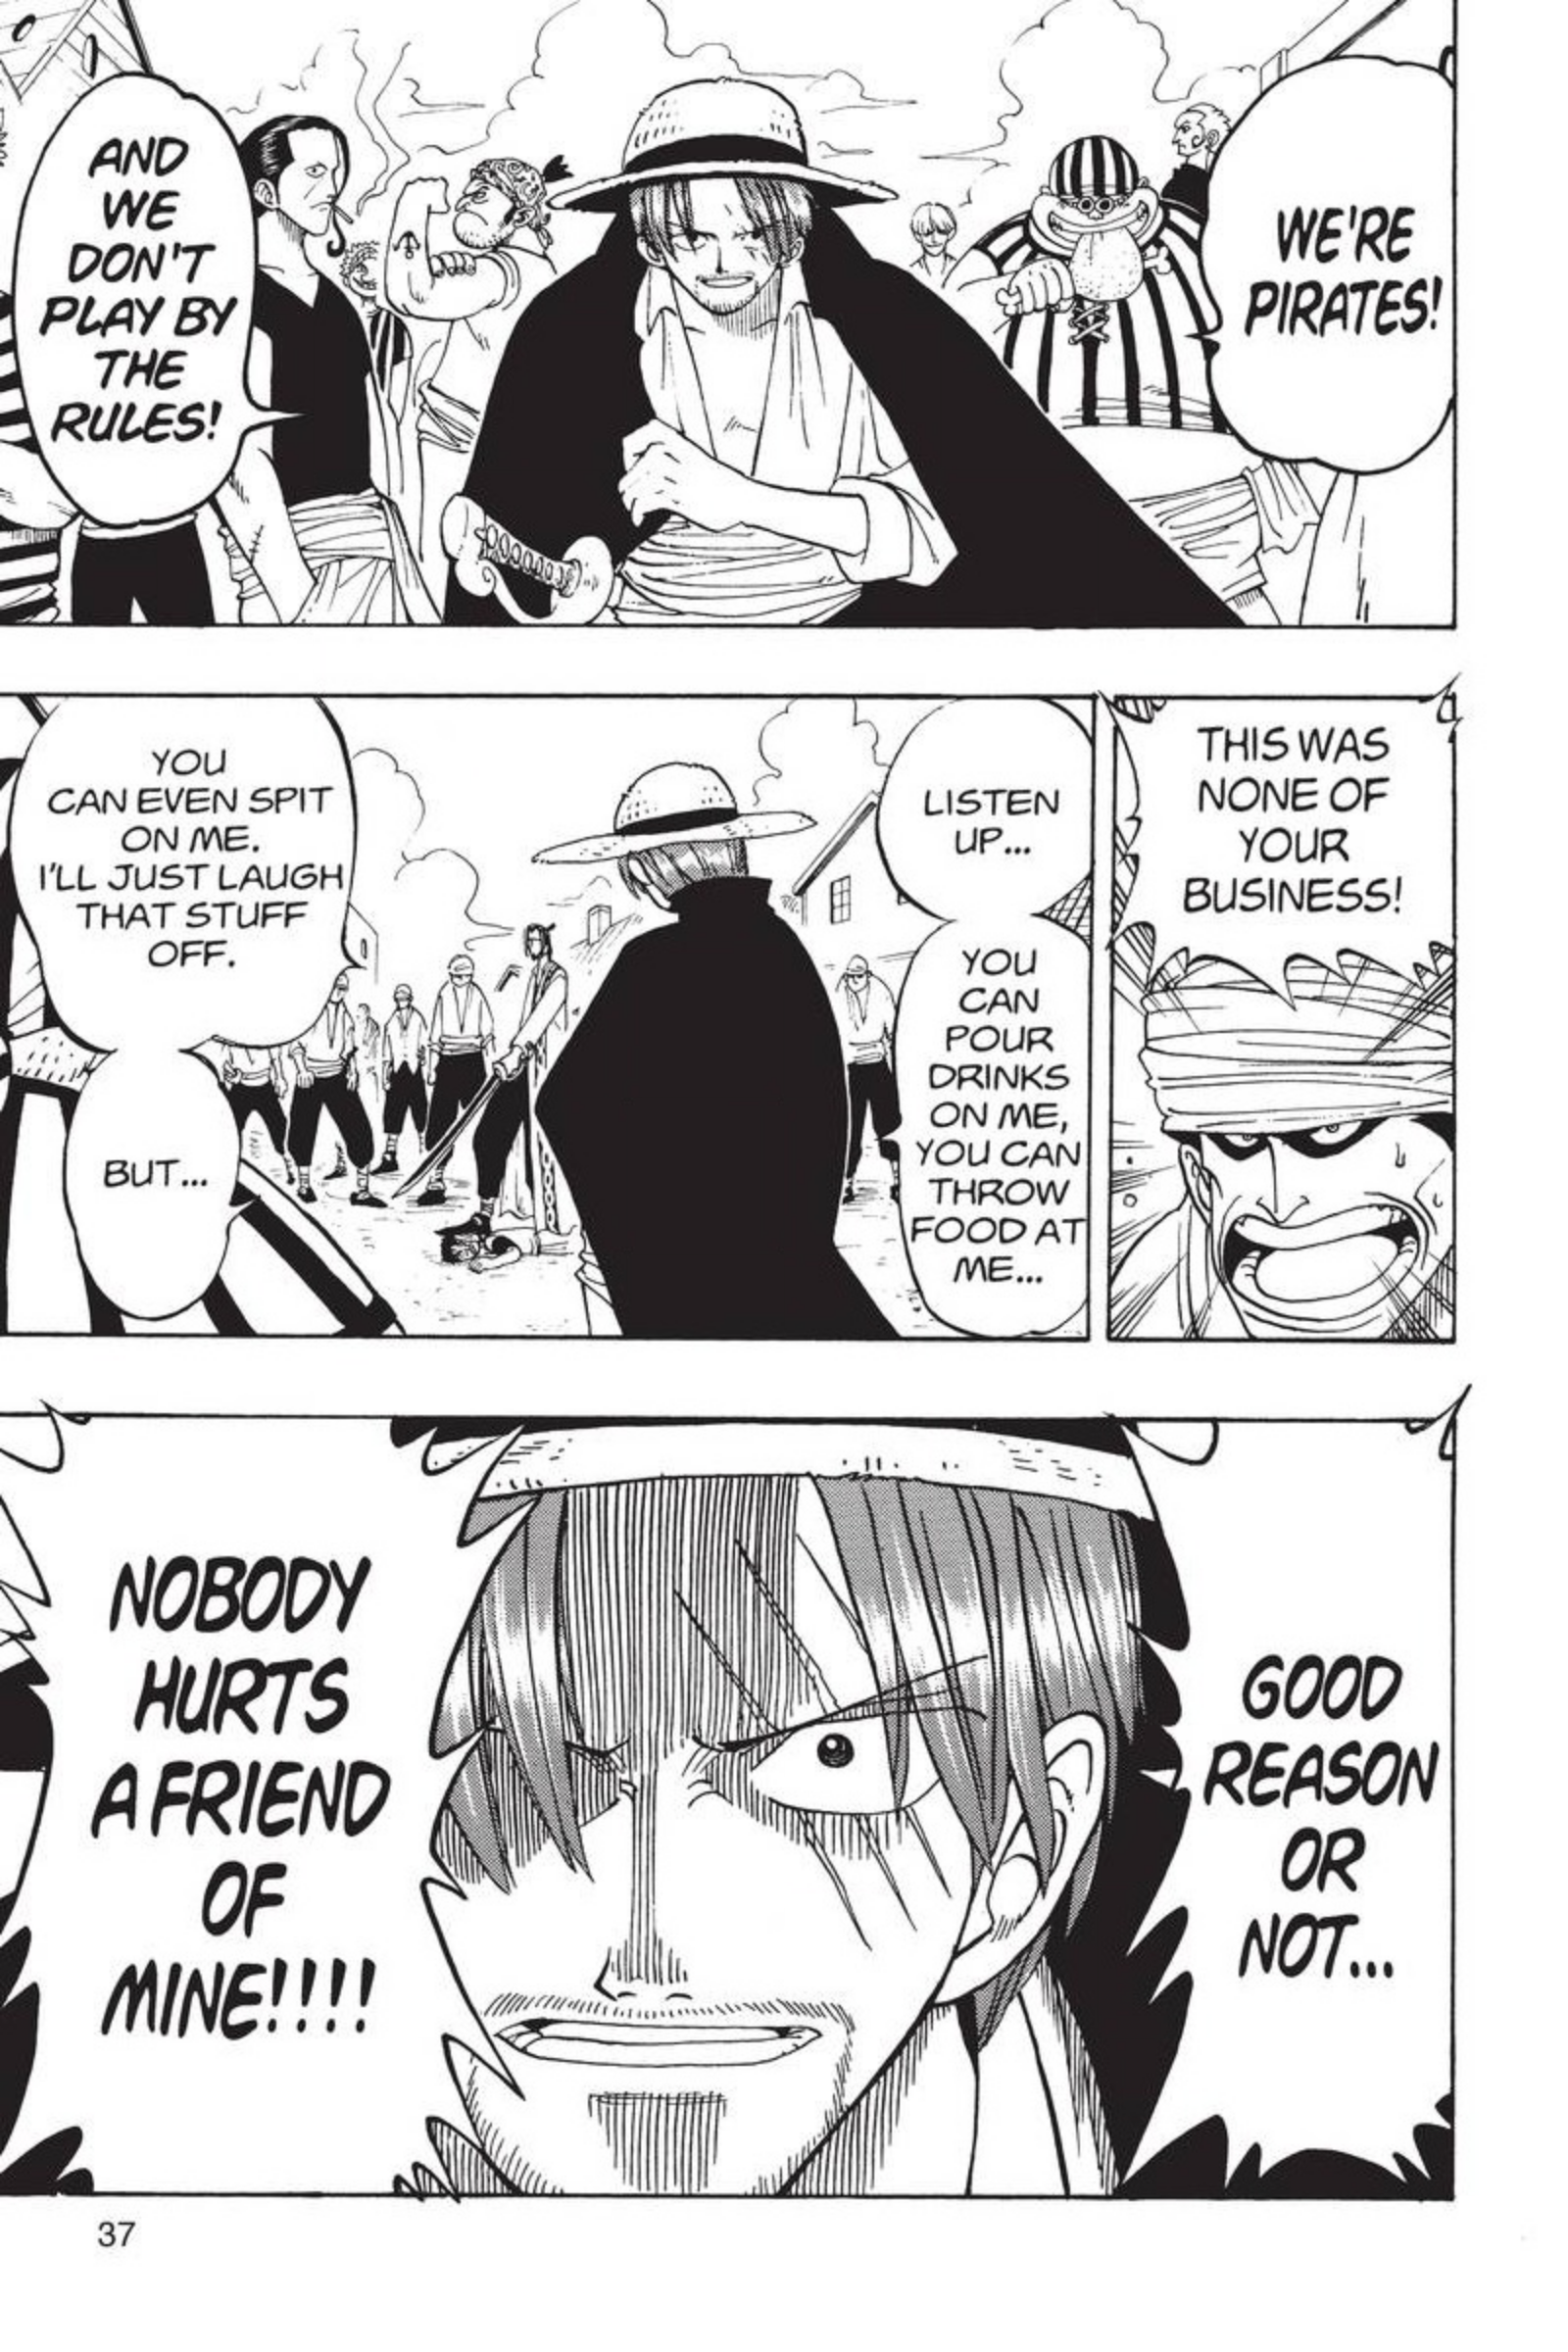 WE'RE
PIRATES!
AND
WE
DON'T
PLAY BY
THE
RULES!
THIS WAS
NONE OF
YOUR
BUSINESS!
LISTEN
UP...
YOU
CAN
POUR
DRINKS
ON ME,
YOU CAN
THROW
FOOD AT
ME...
YOU
CAN EVEN SPIT
ON ME.
I'LL JUST LAUGH
THAT STUFF
OFF.
BUT...
GOOD
REASON
OR
NOT...
NOBODY
HURTS
A FRIEND
OF
MINE!!!!
37